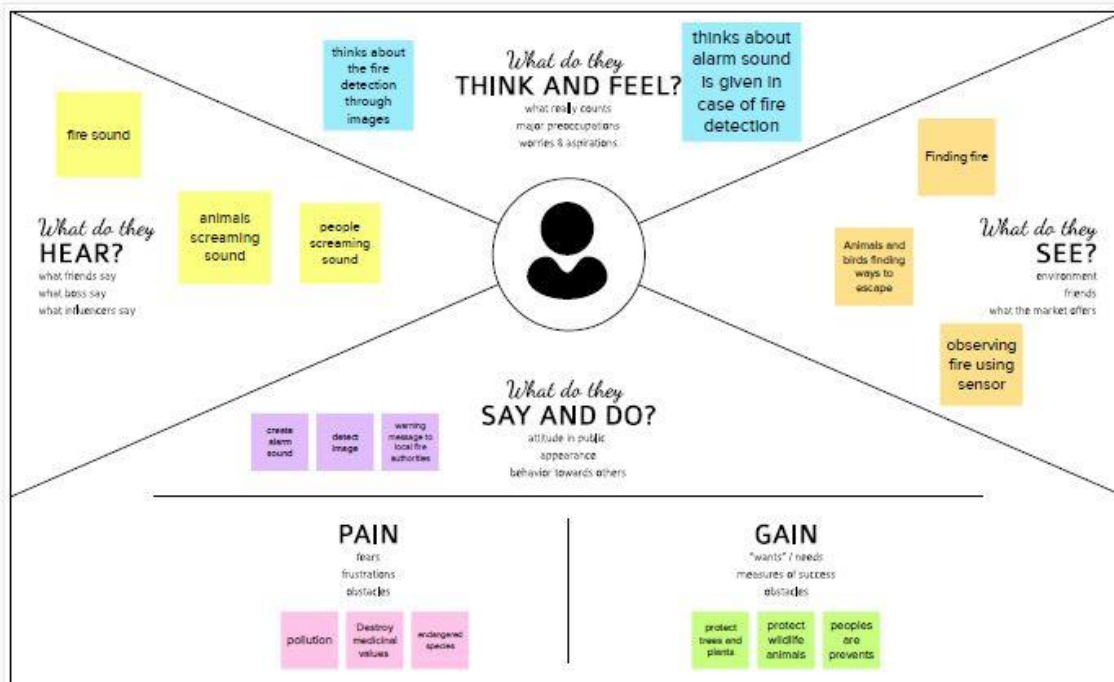 thinks about
the fire
detection
through
images
What do they
THINK AND FEEL?
what really counts
major preoccupations
worries & aspirations
thinks about
alarm sound
is given in
case of fire
detection
fire sound
animals
screaming
sound
people
screaming
sound
What do they
HEAR?
what friends say
what boss say
what influencers say
Finding fire
Animals and
birds finding
ways to
escape
observing
fire using
sensor
What do they
SEE?
environment
friends
what the market offers
What do they
SAY AND DO?
attitude in public
appearance
behavior towards others
create
alarm
sound
detect
image
warning
message to
local fire
authorities
PAIN
fears
frustrations
obstacles
pollution
Destroy
medicinal
values
endangered
species
GAIN
"wants" / needs
measures of success
obstacles
protect
trees and
plants
protect
wildlife
animals
peoples
are
prevents